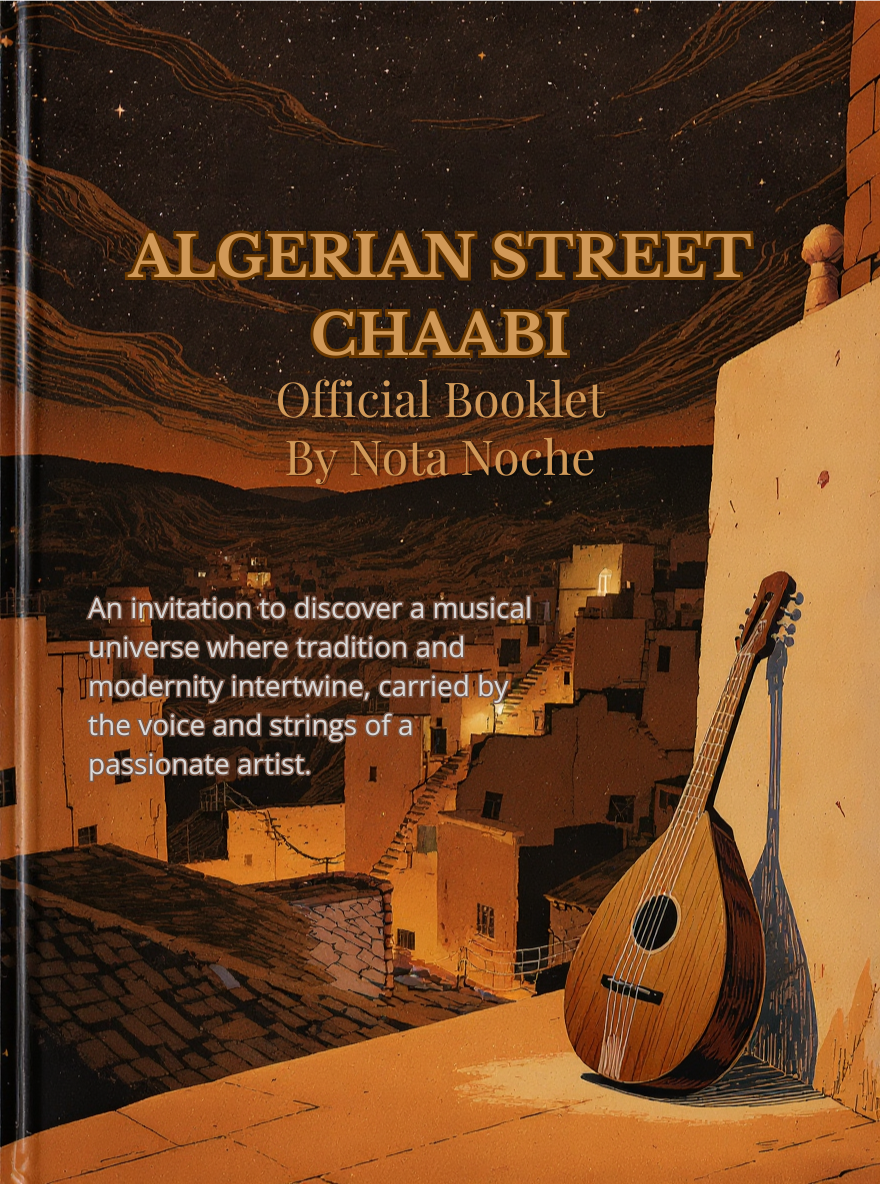 ALGERIAN STREET
CHAABI
Official Booklet
By Nota Noche
An invitation to discover a musical
universe where tradition and
modernity intertwine, carried by
the voice and strings of a
passionate artist.